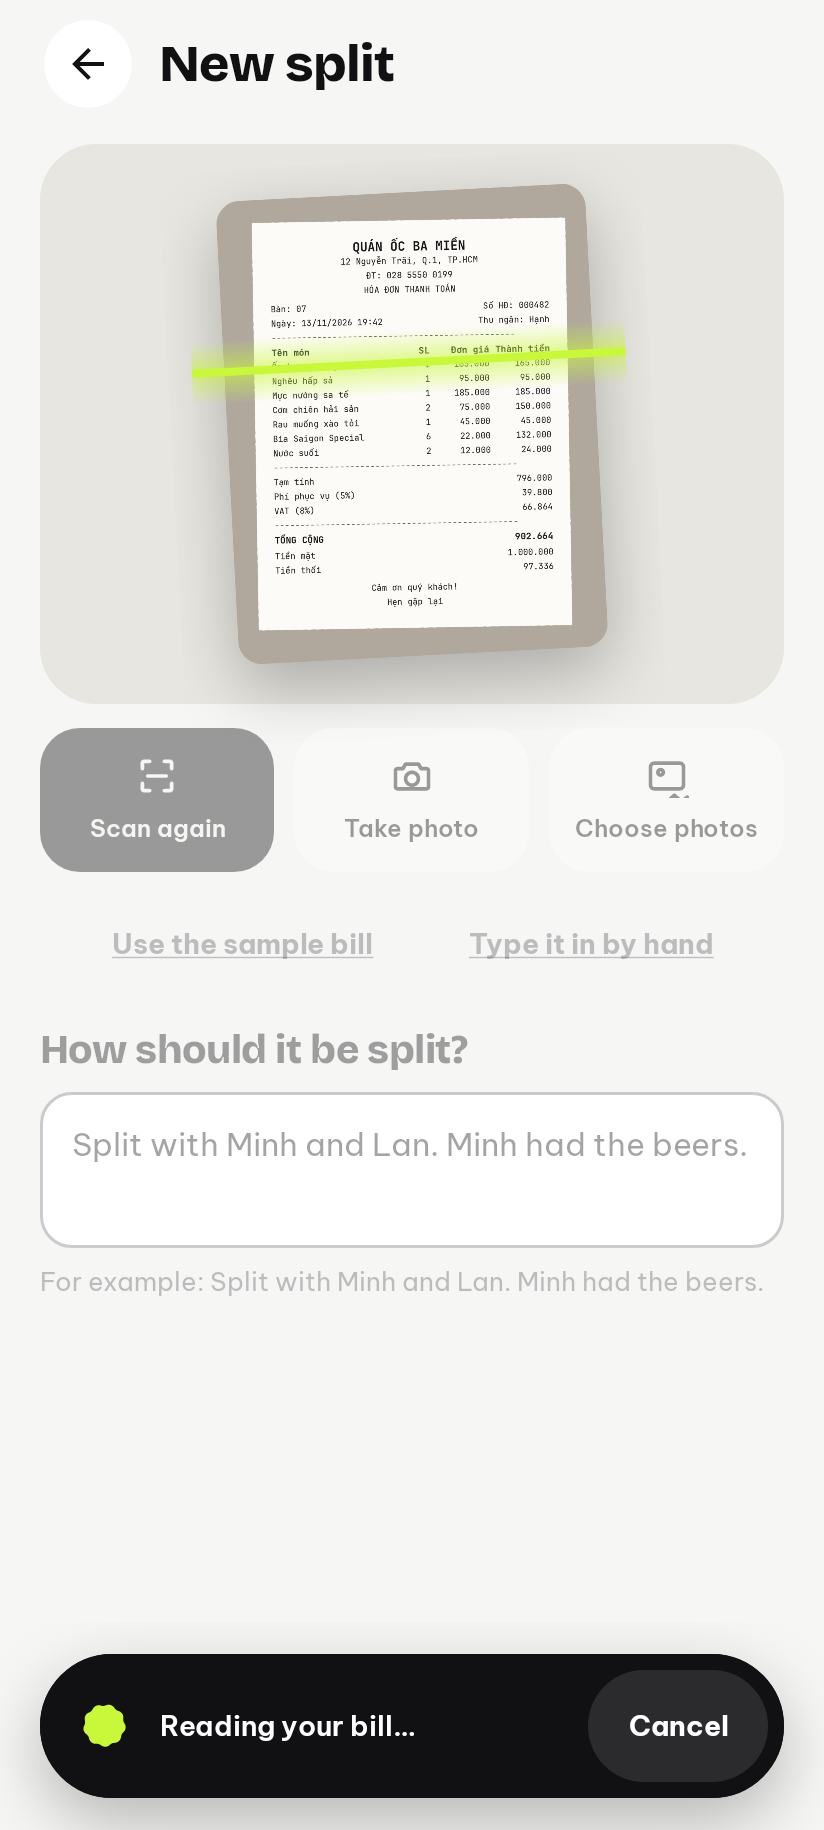 New split
QUÁN ỐC BA MIỀN
12 Nguyễn Trãi, Q.1, TP.HCM
ĐT: 028 5550 0199
HÓA ĐƠN THANH TOÁN
Bàn: 07 Số HĐ: 000482
Ngày: 13/11/2026 19:42 Thu ngân: Hạnh
Tên món SL Đơn giá Thành tiền
165.000
Nghêu hấp sả 1 95.000 95.000
Mực nướng sa tế 1 185.000 185.000
Cơm chiên hải sản 2 75.000 150.000
Rau muống xào tỏi 1 45.000 45.000
Bia Saigon Special 6 22.000 132.000
Nước suối 2 12.000 24.000
Tạm tính 796.000
Phí phục vụ (5%) 39.800
VAT (8%) 66.864
TỔNG CỘNG 902.664
Tiền mặt 1.000.000
Tiền thối 97.336
Cảm ơn quý khách!
Hẹn gặp lại
Scan again
Take photo
Choose photos
Use the sample bill
Type it in by hand
How should it be split?
Split with Minh and Lan. Minh had the beers.
For example: Split with Minh and Lan. Minh had the beers.
Reading your bill...
Cancel